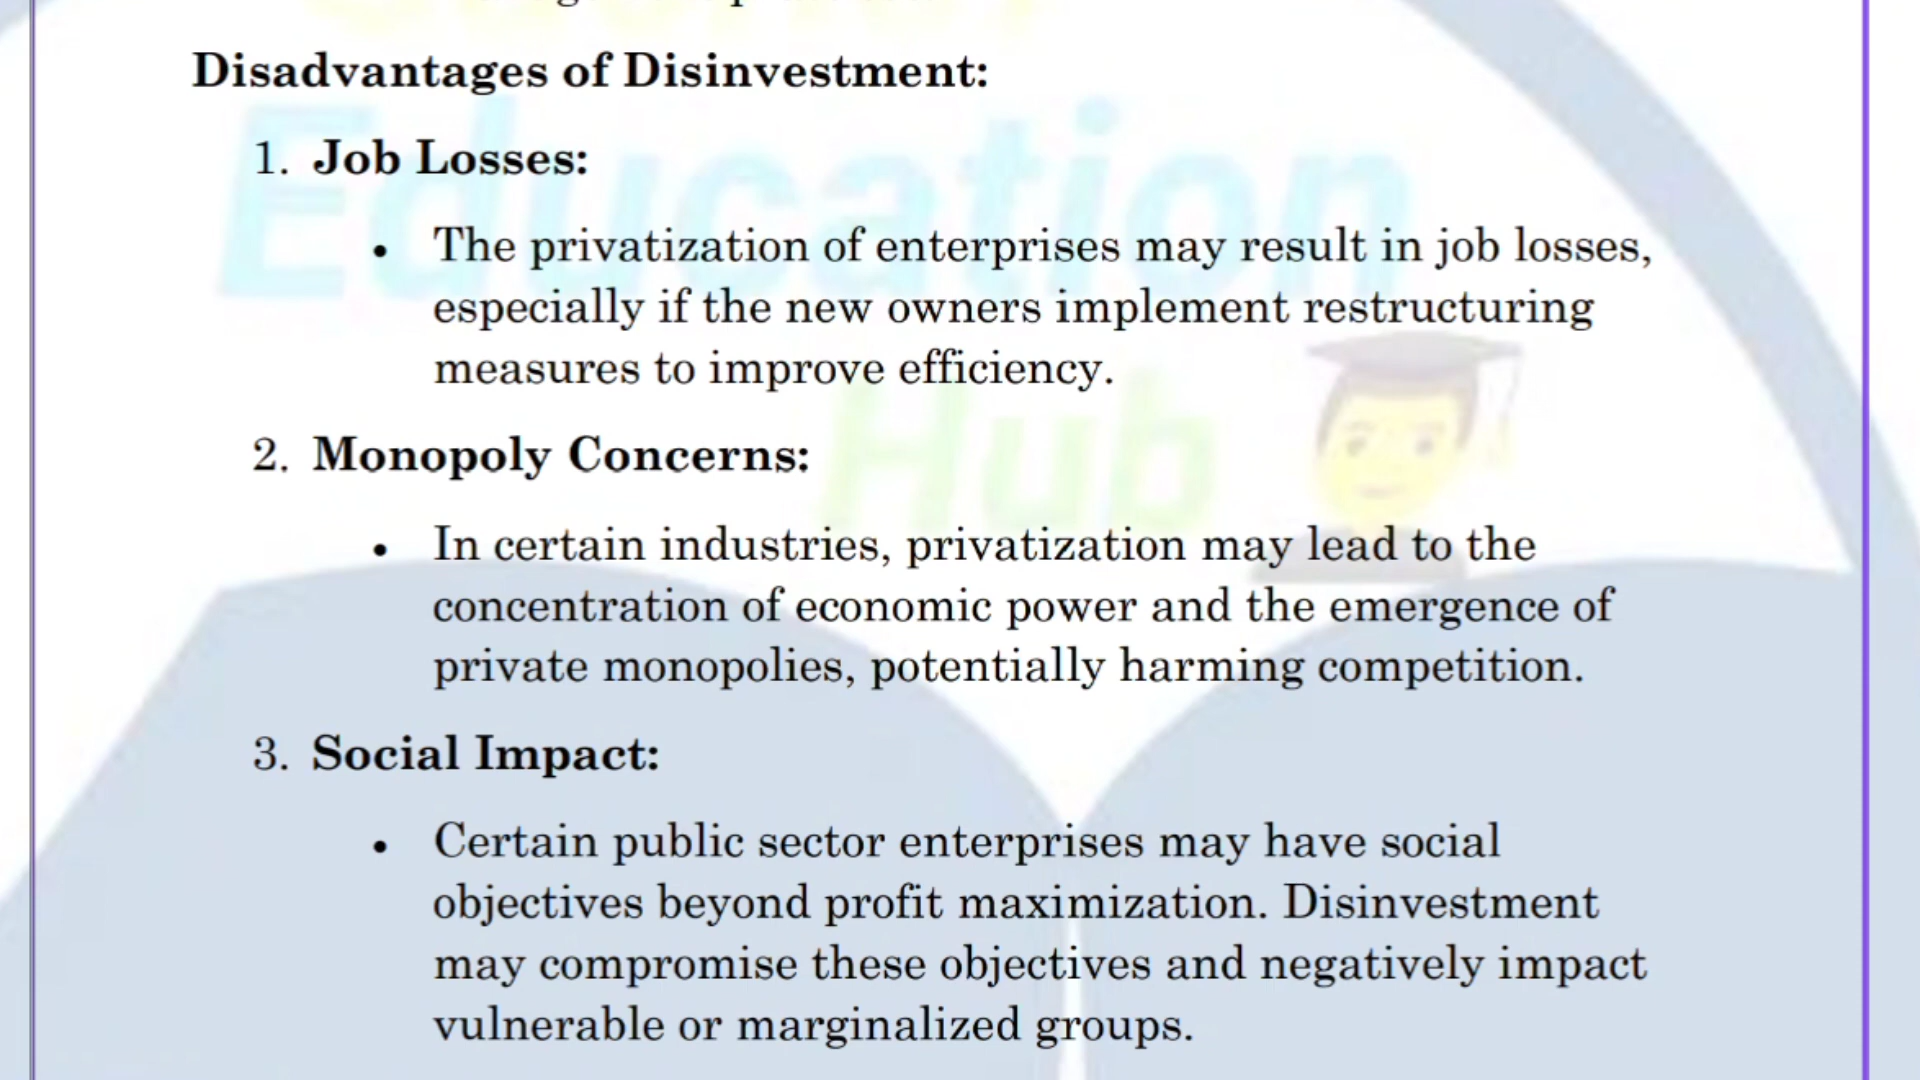 Disadvantages of Disinvestment:
1. Job Losses:
• The privatization of enterprises may result in job losses,
especially if the new owners implement restructuring
measures to improve efficiency.
2. Monopoly Concerns:
• In certain industries, privatization may lead to the
concentration of economic power and the emergence of
private monopolies, potentially harming competition.
3. Social Impact:
• Certain public sector enterprises may have social
objectives beyond profit maximization. Disinvestment
may compromise these objectives and negatively impact
vulnerable or marginalized groups.
Education
Hub